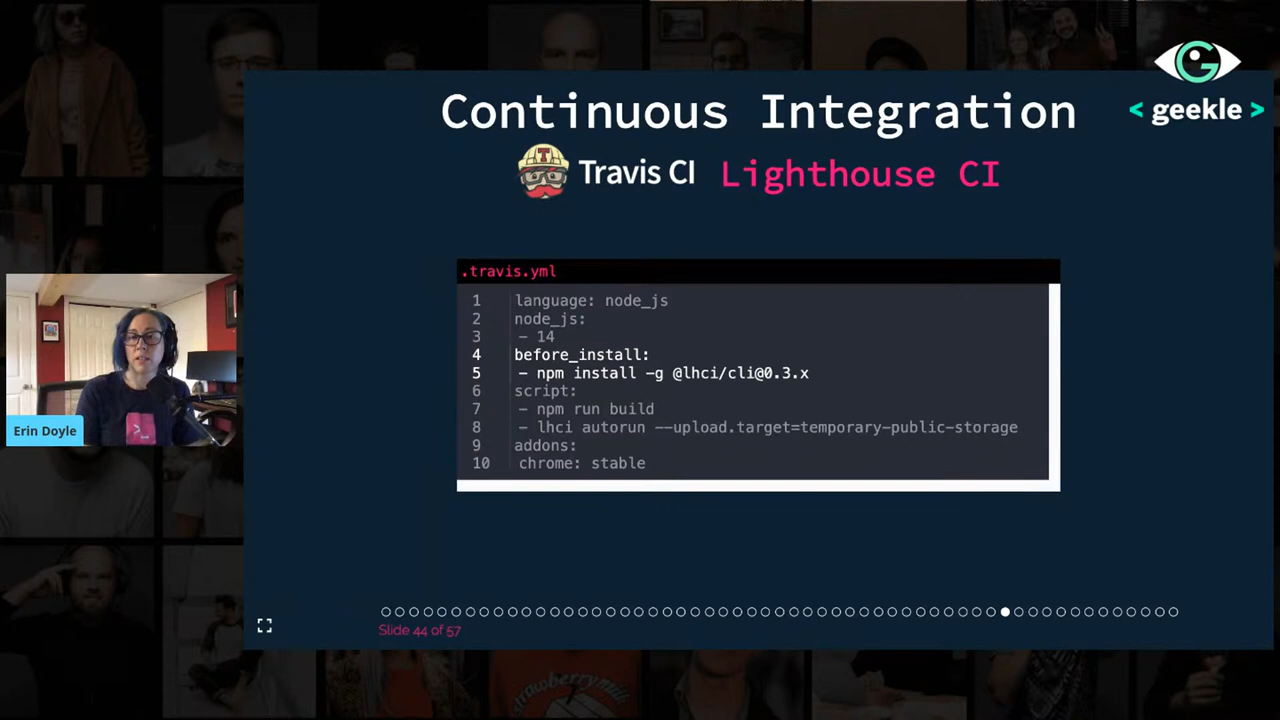 Continuous Integration
< geekle >
Travis CI Lighthouse CI
.travis.yml
1 language: node_js
2 node_js:
3 - 14
4 before_install:
5 - npm install -g @lhci/cli@0.3.x
6 script:
7 - npm run build
8 - lhci autorun --upload.target=temporary-public-storage
9 addons:
10 chrome: stable
Erin Doyle
Slide 44 of 57
strawberrymilk